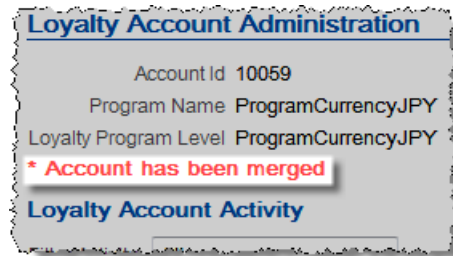 Loyalty Account Administration
Account Id 10059
Program Name ProgramCurrencyJPY
Loyalty Program Level ProgramCurrencyJPY
* Account has been merged
Loyalty Account Activity